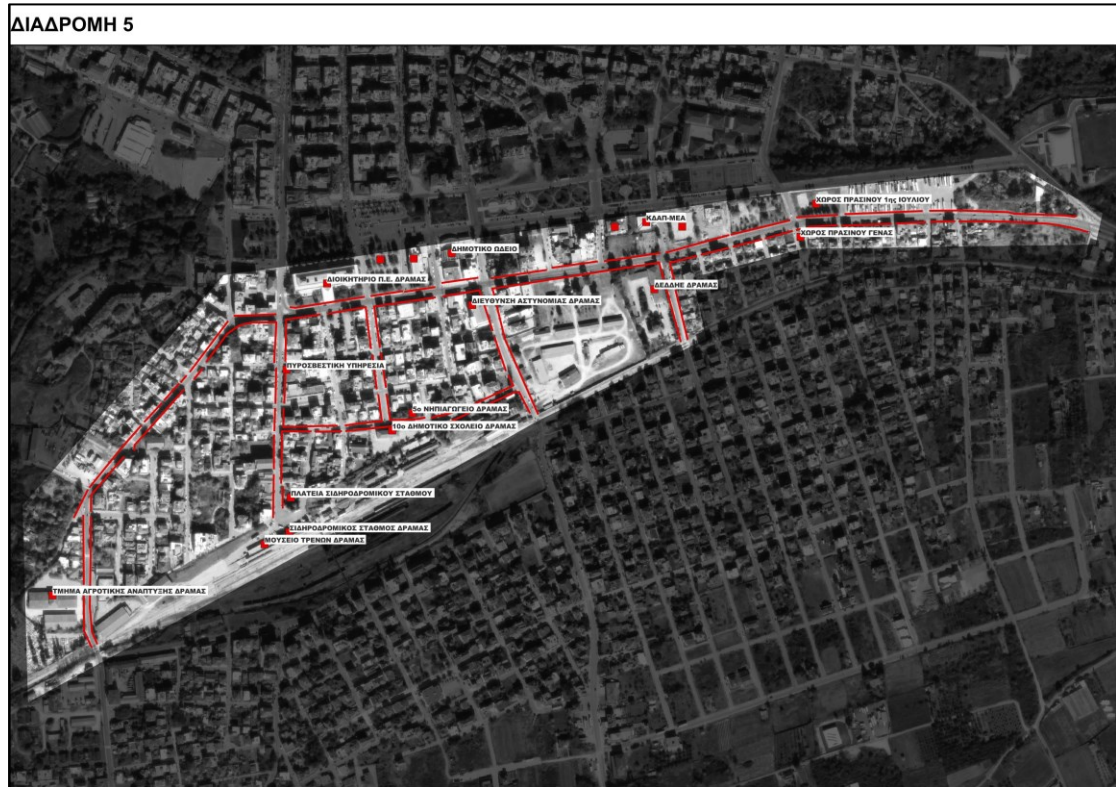 ΔΙΑΔΡΟΜΗ 5
ΧΩΡΟΣ ΠΡΑΣΙΝΟΥ 1ης ΙΟΥΛΙΟΥ
ΚΔΑΠ-ΜΕΑ
ΧΩΡΟΣ ΠΡΑΣΙΝΟΥ ΓΕΝΑΣ
ΔΗΜΟΤΙΚΟ ΩΔΕΙΟ
ΔΙΟΙΚΗΤΗΡΙΟ Π.Ε. ΔΡΑΜΑΣ
ΔΕΔΔΗΕ ΔΡΑΜΑΣ
ΔΙΕΥΘΥΝΣΗ ΑΣΤΥΝΟΜΙΑΣ ΔΡΑΜΑΣ
ΠΥΡΟΣΒΕΣΤΙΚΗ ΥΠΗΡΕΣΙΑ
5ο ΝΗΠΙΑΓΩΓΕΙΟ ΔΡΑΜΑΣ
10ο ΔΗΜΟΤΙΚΟ ΣΧΟΛΕΙΟ ΔΡΑΜΑΣ
ΠΛΑΤΕΙΑ ΣΙΔΗΡΟΔΡΟΜΙΚΟΥ ΣΤΑΘΜΟΥ
ΣΙΔΗΡΟΔΡΟΜΙΚΟΣ ΣΤΑΘΜΟΣ ΔΡΑΜΑΣ
ΜΟΥΣΕΙΟ ΤΡΕΝΩΝ ΔΡΑΜΑΣ
ΤΜΗΜΑ ΑΓΡΟΤΙΚΗΣ ΑΝΑΠΤΥΞΗΣ ΔΡΑΜΑΣ